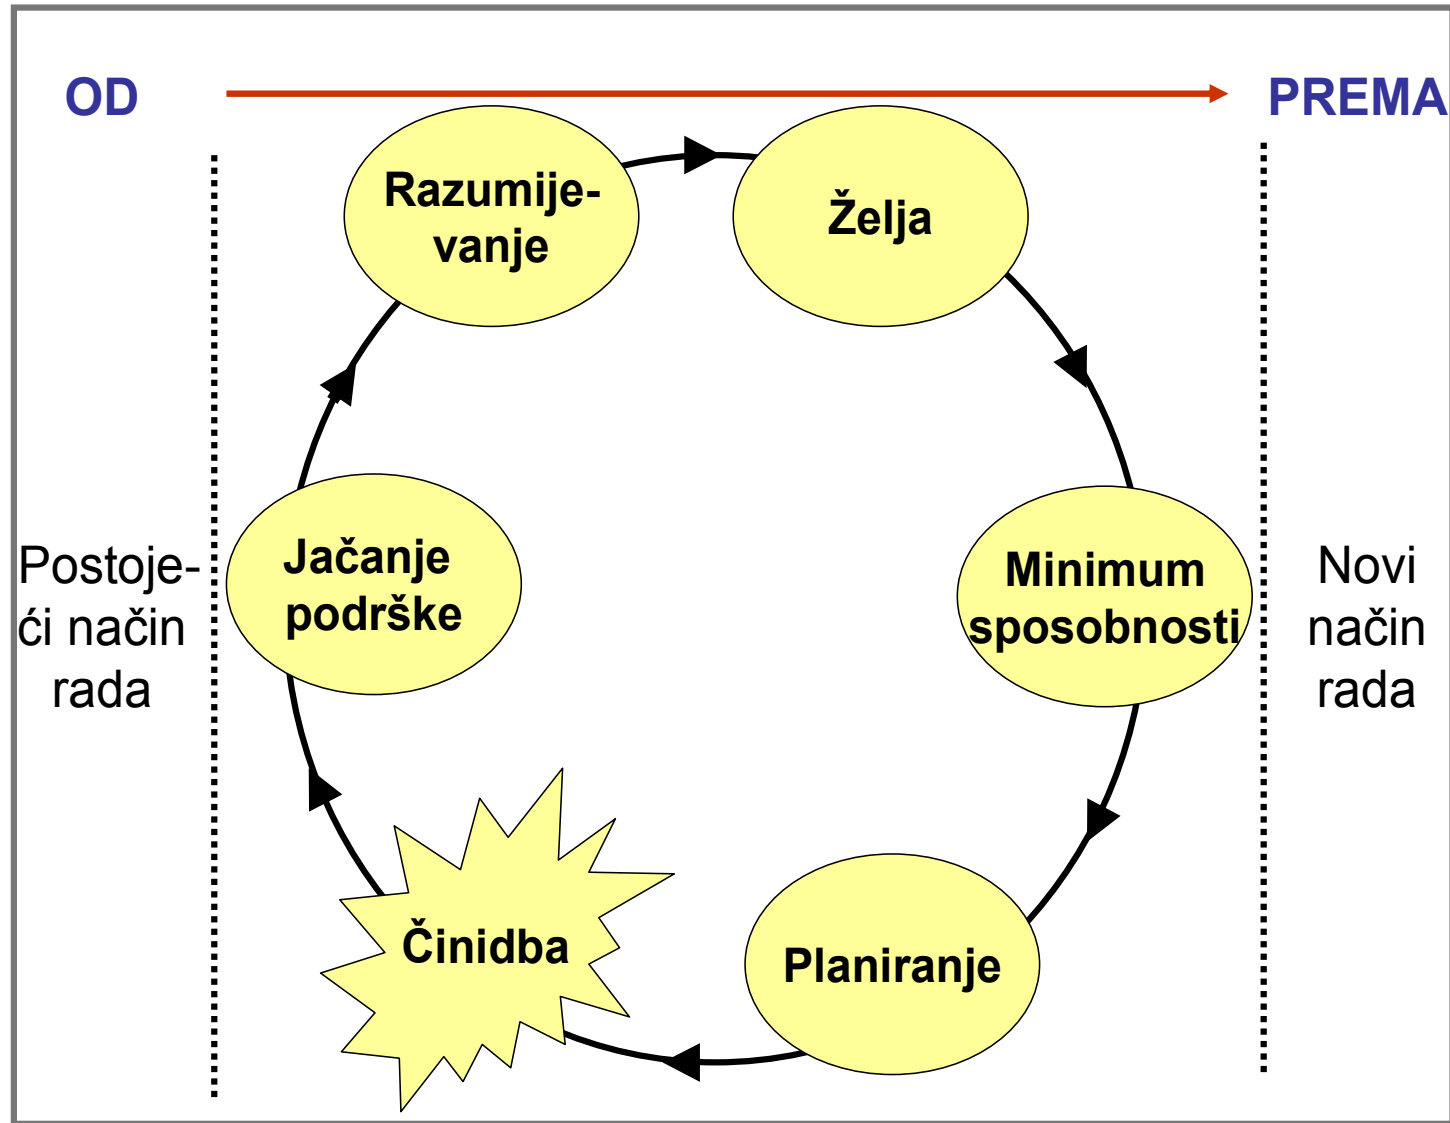 OD
PREMA
Razumije-
vanje
Želja
Postoje-
ći način
rada
Jačanje
podrške
Minimum
sposobnosti
Novi
način
rada
Činidba
Planiranje